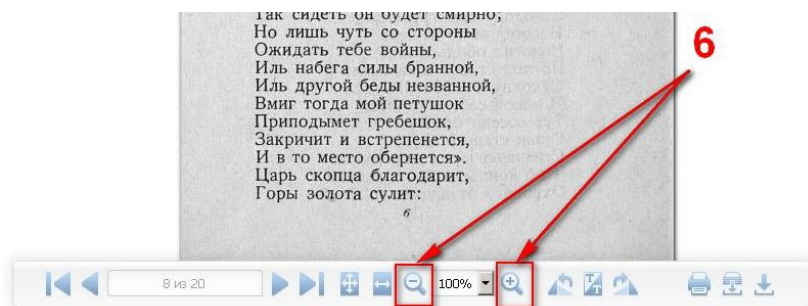 Так сидеть он будет смирно;
Но лишь чуть со стороны
Ожидать тебе войны,
Иль набега силы бранной,
Иль другой беды незванной,
Вмиг тогда мой петушок
Приподымет гребешок,
Закричит и встрепенется,
И в то место обернется».
Царь скопца благодарит,
Горы золота сулит:
6
6
8 из 20
100%